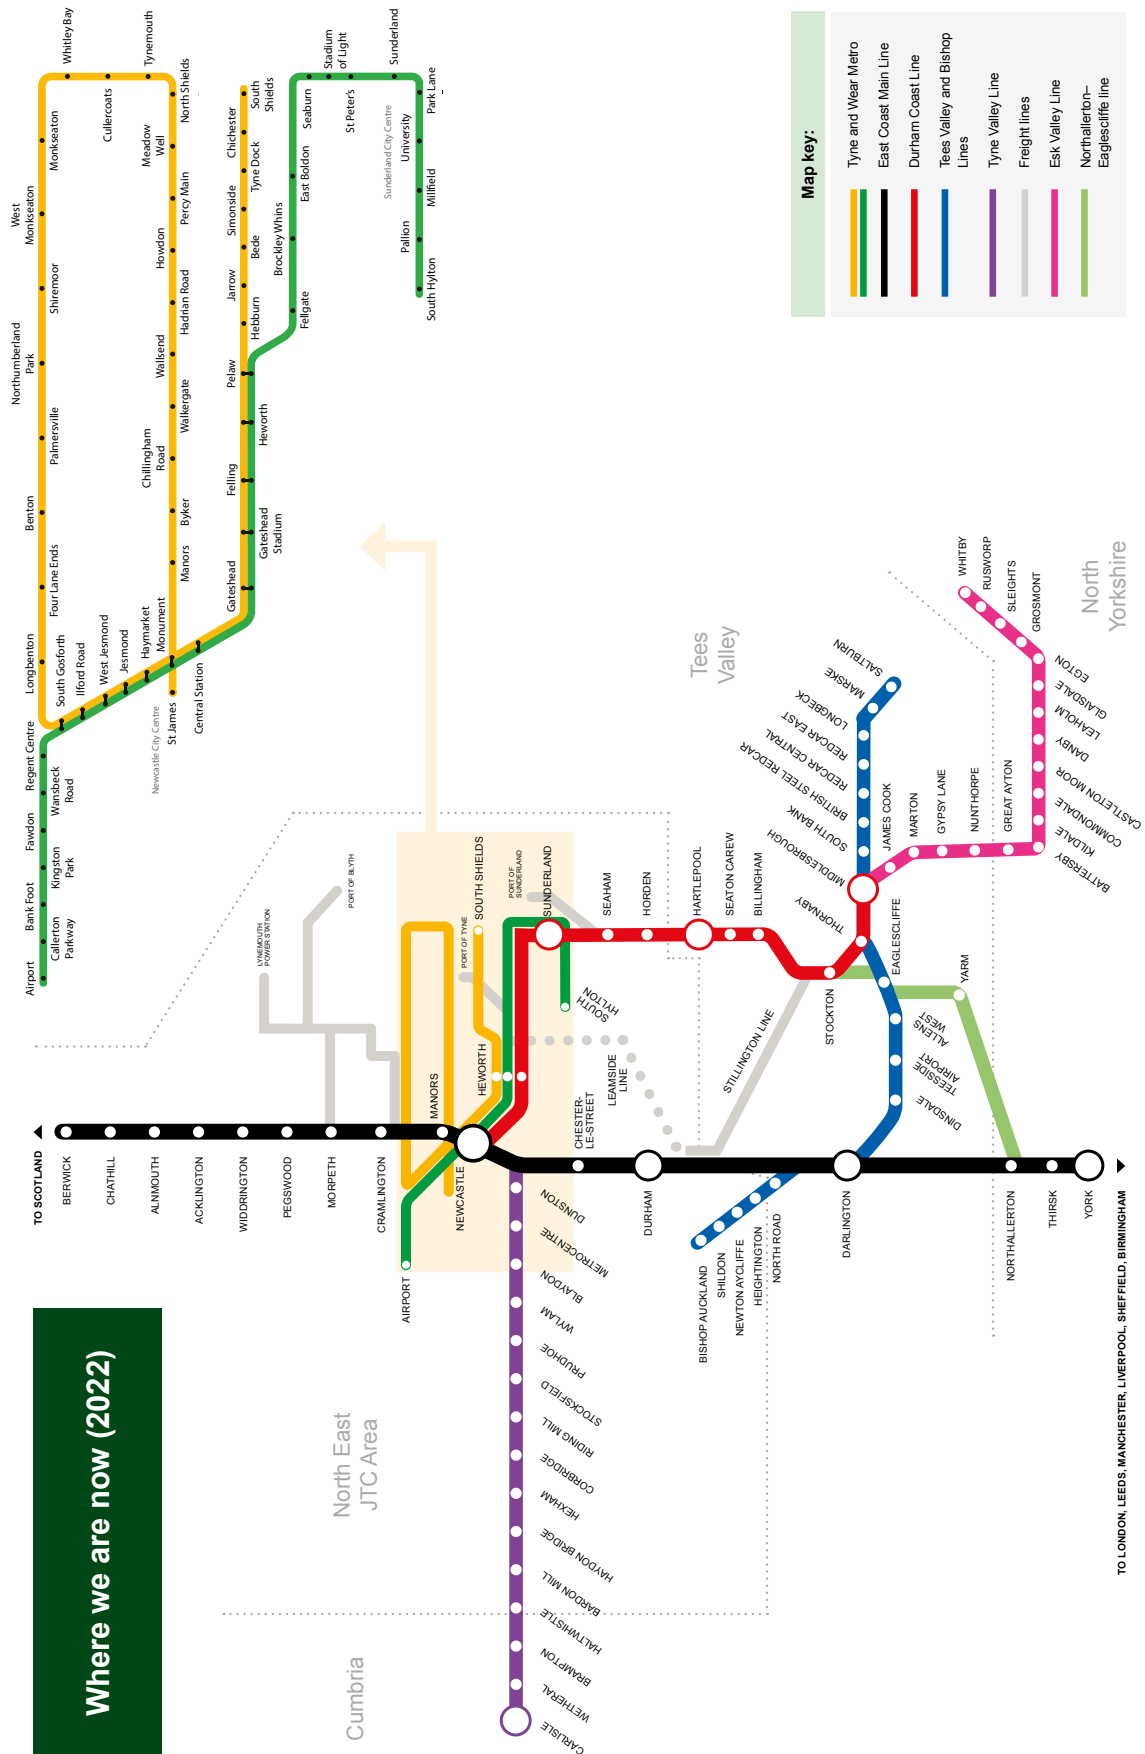 Where we are now (2022)
Cumbria
North East
JTC Area
Tees
Valley
North
Yorkshire
TO SCOTLAND
BERWICK
CHATHILL
ALNMOUTH
ACKLINGTON
WIDDRINGTON
PEGSWOOD
MORPETH
CRAMLINGTON
MANORS
NEWCASTLE
CHESTER-
LE-STREET
DURHAM
DARLINGTON
NORTHALLERTON
THIRSK
YORK
TO LONDON, LEEDS, MANCHESTER, LIVERPOOL, SHEFFIELD, BIRMINGHAM
AIRPORT
HEWORTH
SOUTH SHIELDS
SOUTH
HYLTON
LYNEMOUTH
POWER STATION
PORT OF BLYTH
PORT OF TYNE
PORT OF
SUNDERLAND
LEAMSIDE
LINE
STILLINGTON LINE
CARLISLE
WETHERAL
BRAMPTON
HALTWHISTLE
BARDON MILL
HAYDON BRIDGE
HEXHAM
CORBRIDGE
RIDING MILL
STOCKSFIELD
PRUDHOE
WYLAM
BLAYDON
METROCENTRE
DUNSTON
SUNDERLAND
SEAHAM
HORDEN
HARTLEPOOL
SEATON CAREW
BILLINGHAM
STOCKTON
THORNABY
MIDDLESBROUGH
SOUTH BANK
BRITISH STEEL REDCAR
REDCAR CENTRAL
REDCAR EAST
LONGBECK
MARSKE
SALTBURN
BISHOP AUCKLAND
SHILDON
NEWTON AYCLIFFE
HEIGHTINGTON
NORTH ROAD
DINSDALE
TEESSIDE
AIRPORT
ALLENS
WEST
EAGLESCLIFFE
YARM
JAMES COOK
MARTON
GYPSY LANE
NUNTHORPE
GREAT AYTON
BATTERSBY
KILDALE
COMMONDALE
CASTLETON MOOR
DANBY
LEAHOLM
GLAISDALE
EGTON
GROSMONT
SLEIGHTS
RUSWORP
WHITBY
Airport
Callerton
Parkway
Bank Foot
Kingston
Park
Fawdon
Wansbeck
Road
Regent Centre
South Gosforth
Ilford Road
West Jesmond
Jesmond
Haymarket
Monument
Newcastle City Centre
St James
Central Station
Longbenton
Four Lane Ends
Benton
Palmersville
Northumberland
Park
Shiremoor
West
Monkseaton
Monkseaton
Whitley Bay
Cullercoats
Tynemouth
North Shields
Meadow
Well
Percy Main
Howdon
Hadrian Road
Wallsend
Walkergate
Chillingham
Road
Byker
Manors
Gateshead
Gateshead
Stadium
Felling
Heworth
Pelaw
Hebburn
Jarrow
Bede
Simonside
Tyne Dock
Chichester
South
Shields
Fellgate
Brockley Whins
East Boldon
Seaburn
Stadium
of Light
St Peter's
Sunderland
Sunderland City Centre
Park Lane
University
Millfield
Pallion
South Hylton
Map key:
Tyne and Wear Metro
East Coast Main Line
Durham Coast Line
Tees Valley and Bishop
Lines
Tyne Valley Line
Freight lines
Esk Valley Line
Northallerton–
Eaglescliffe line